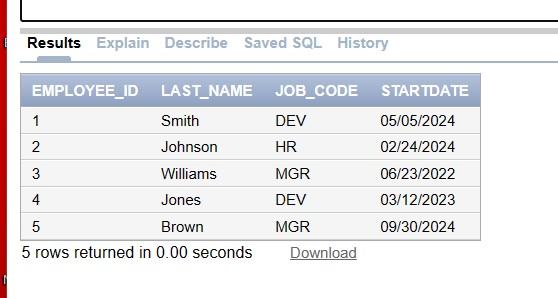 Results Explain Describe Saved SQL History
EMPLOYEE_ID LAST_NAME JOB_CODE STARTDATE
1 Smith DEV 05/05/2024
2 Johnson HR 02/24/2024
3 Williams MGR 06/23/2022
4 Jones DEV 03/12/2023
5 Brown MGR 09/30/2024
5 rows returned in 0.00 seconds Download